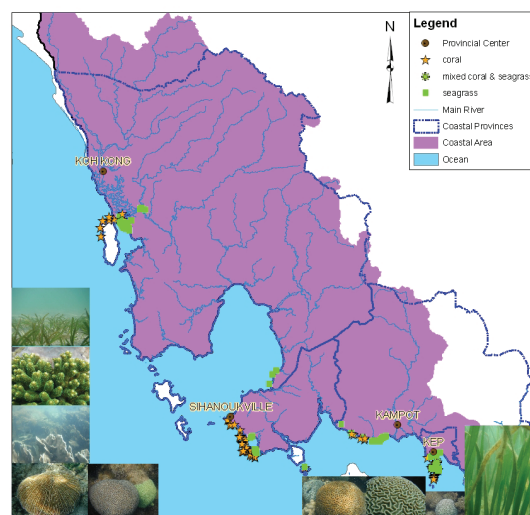 N
Legend
Provincial Center
coral
mixed coral & seagrass
seagrass
Main River
Coastal Provinces
Coastal Area
Ocean
KOH KONG
SIHANOUKVILLE
KAMPOT
KEP